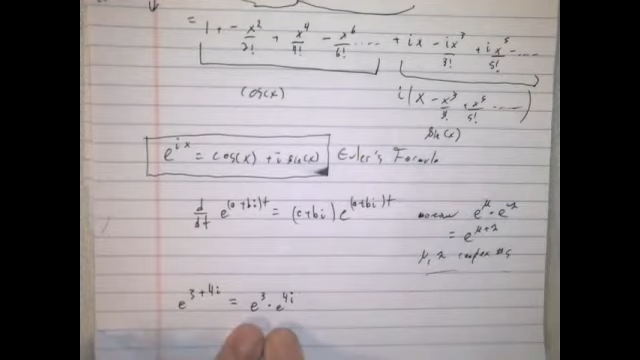 = 1 + - x²/2! + x⁴/4! - x⁶/6! ..... + ix - ix³/3! + ix⁵/5! - ....
cos(x) i(x - x³/3! + x⁵/5! ......)
sin(x)
e^{ix} = cos(x) + i sin(x) Euler's Formula
d/dt e^{(a+bi)t} = (a+bi) e^{(a+bi)t} e^μ · e^λ
= e^{μ+λ}
μ, λ #s
e^{3+4i} = e³ · e^{4i}